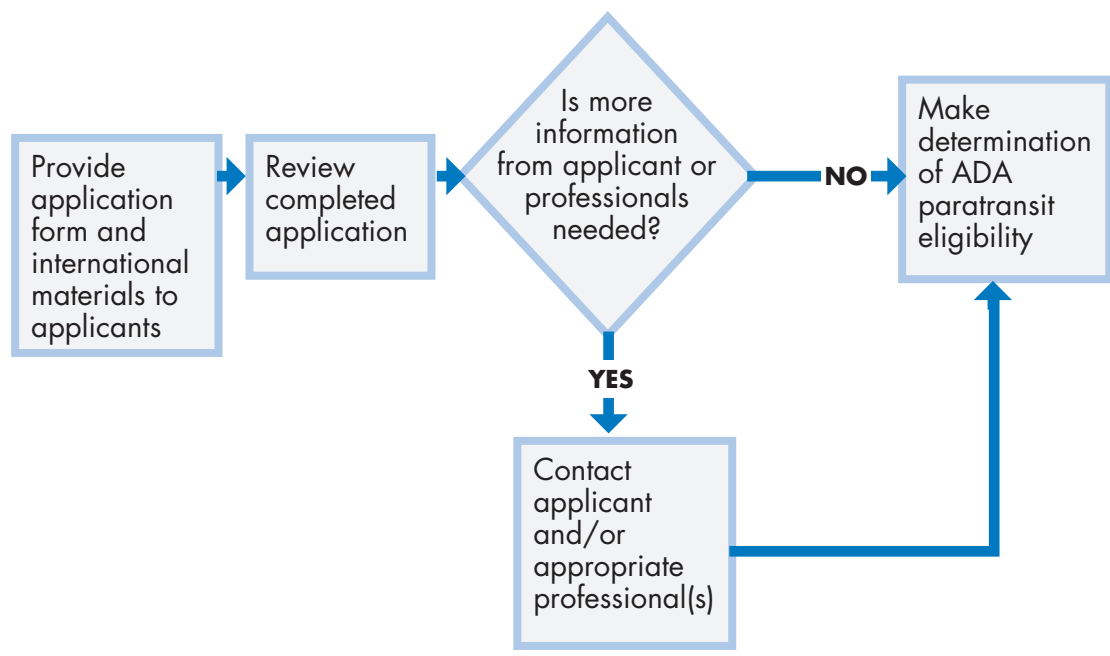 Provide
application
form and
international
materials to
applicants
Review
completed
application
Is more
information
from applicant or
professionals
needed?
NO
Make
determination
of ADA
paratransit
eligibility
YES
Contact
applicant
and/or
appropriate
professional(s)